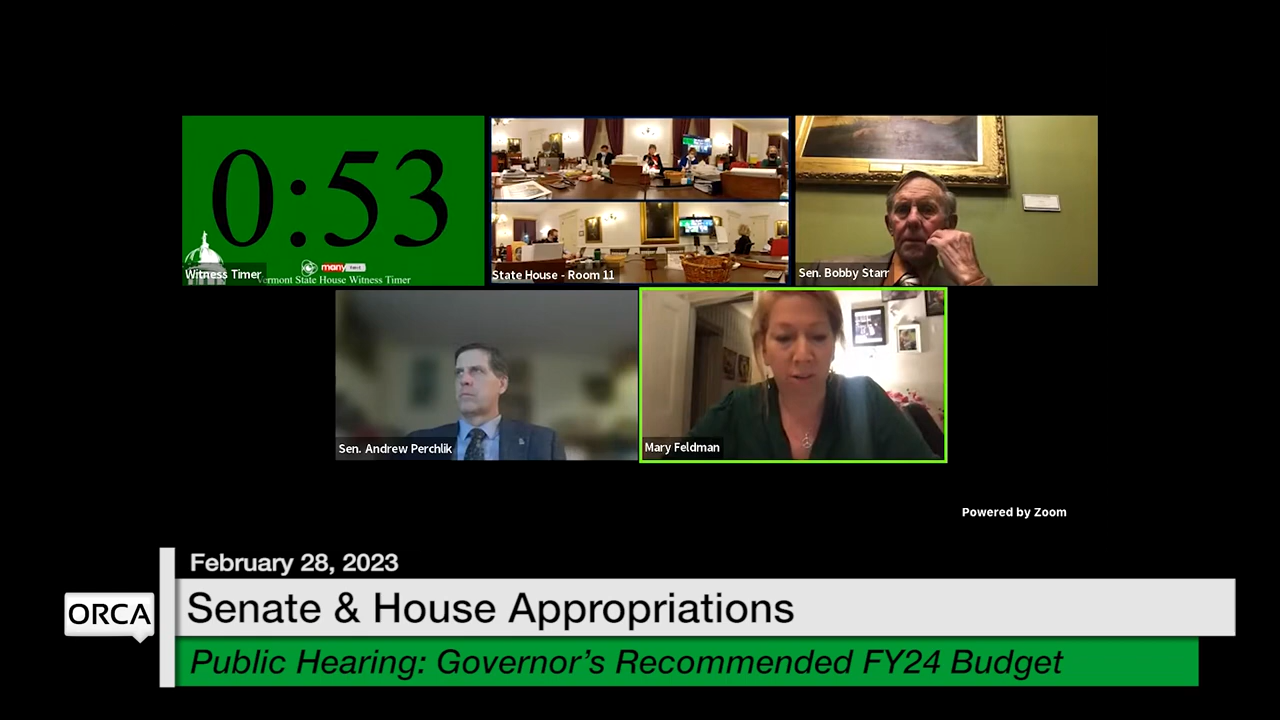 0:53
Witness Timer
many
Vermont State House Witness Timer
State House - Room 11
Sen. Bobby Starr
Sen. Andrew Perchlik
Mary Feldman
Powered by Zoom
February 28, 2023
ORCA
Senate & House Appropriations
Public Hearing: Governor's Recommended FY24 Budget